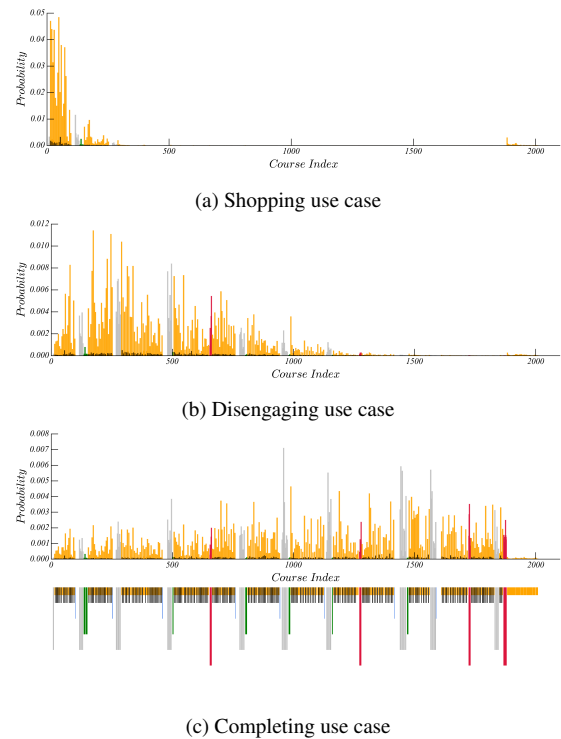 0.05
0.04
0.03
0.02
0.01
0.00
Probability
0 500 1000 1500 2000
Course Index
(a) Shopping use case
0.012
0.010
0.008
0.006
0.004
0.002
0.000
Probability
0 500 1000 1500 2000
Course Index
(b) Disengaging use case
0.008
0.007
0.006
0.005
0.004
0.003
0.002
0.001
0.000
Probability
0 500 1000 1500 2000
Course Index
(c) Completing use case